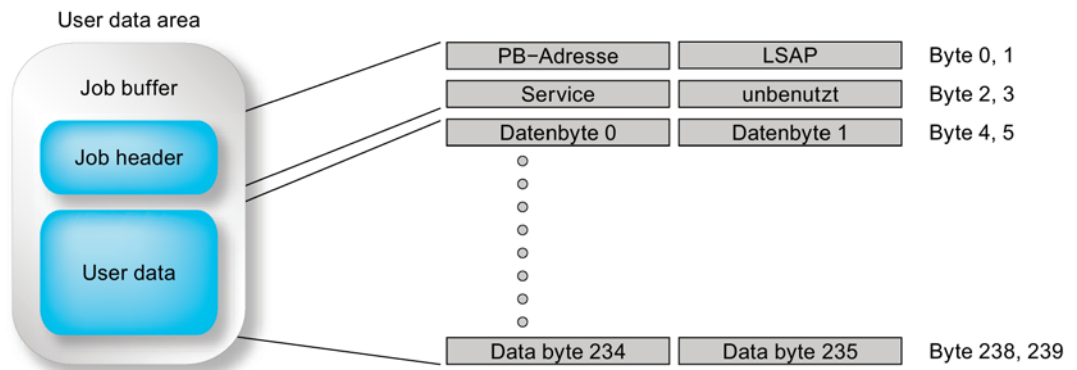 User data area
Job buffer
Job header
User data
PB−Adresse LSAP Byte 0, 1
Service unbenutzt Byte 2, 3
Datenbyte 0 Datenbyte 1 Byte 4, 5
Data byte 234 Data byte 235 Byte 238, 239